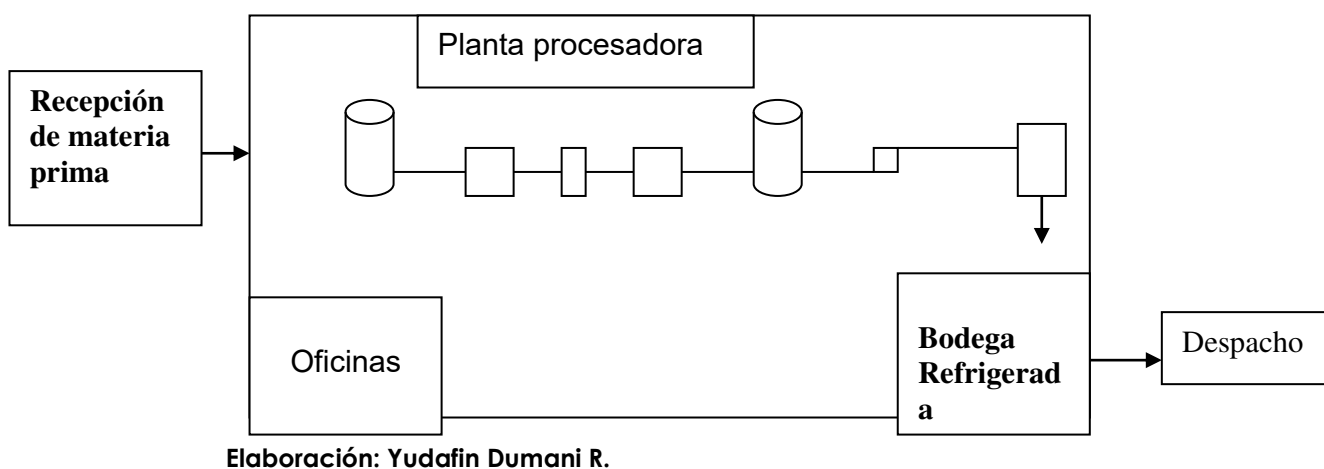 Planta procesadora
Recepción
de materia
prima
Oficinas
Bodega
Refrigerad
a
Despacho
Elaboración: Yudafin Dumani R.